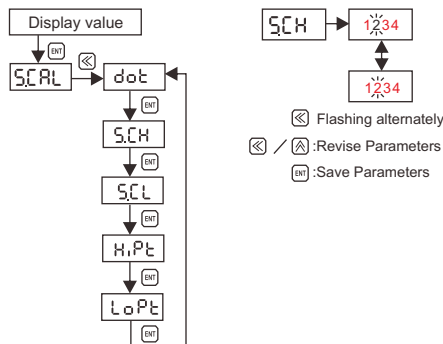 Display value
ENT
S.CAL
dot
ENT
S.CH
ENT
S.CL
ENT
HiPt
ENT
LoPt
ENT
S.CH
1234
1234
Flashing alternately
/ :Revise Parameters
ENT :Save Parameters